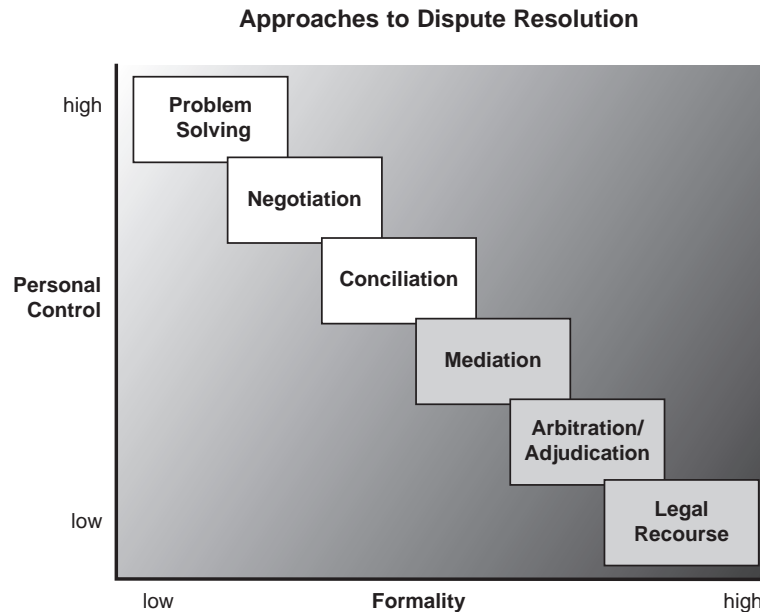 Approaches to Dispute Resolution
high
Problem
Solving
Negotiation
Conciliation
Personal
Control
Mediation
Arbitration/
Adjudication
Legal
Recourse
low
low
Formality
high